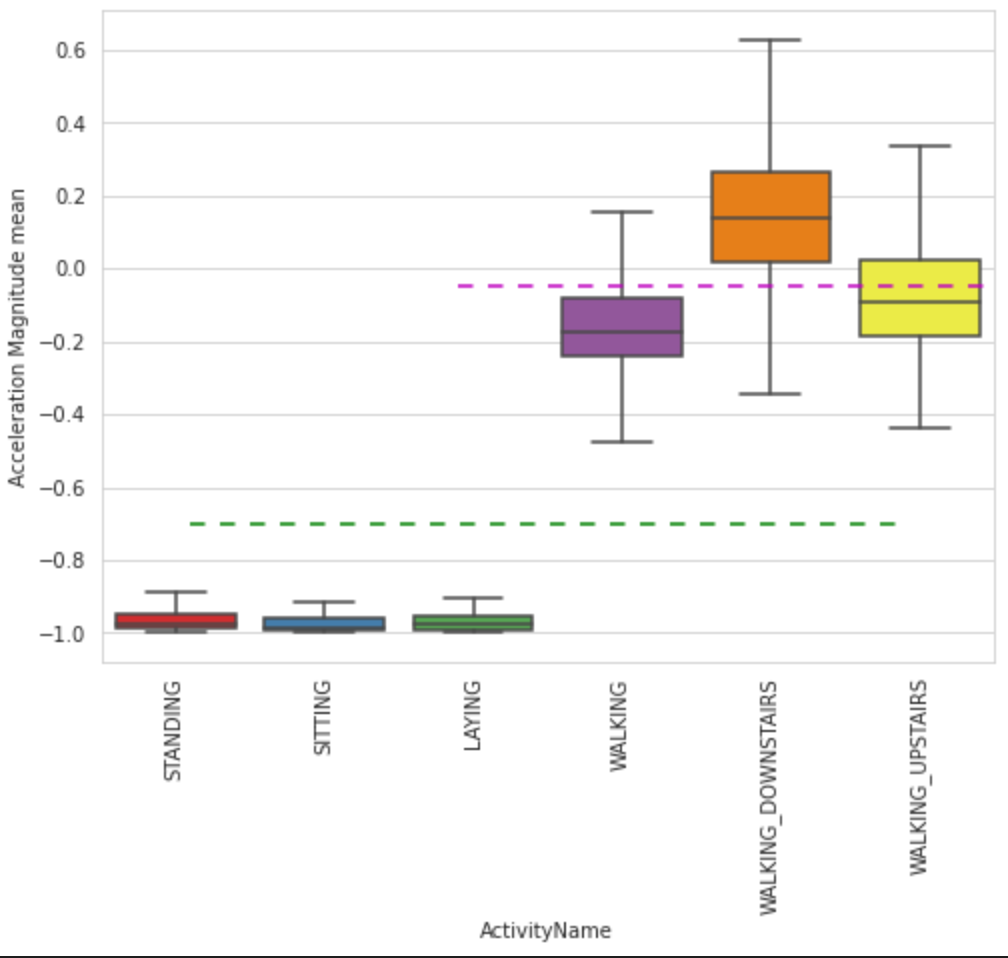 Acceleration Magnitude mean
0.6
0.4
0.2
0.0
−0.2
−0.4
−0.6
−0.8
−1.0
STANDING
SITTING
LAYING
WALKING
WALKING_DOWNSTAIRS
WALKING_UPSTAIRS
ActivityName